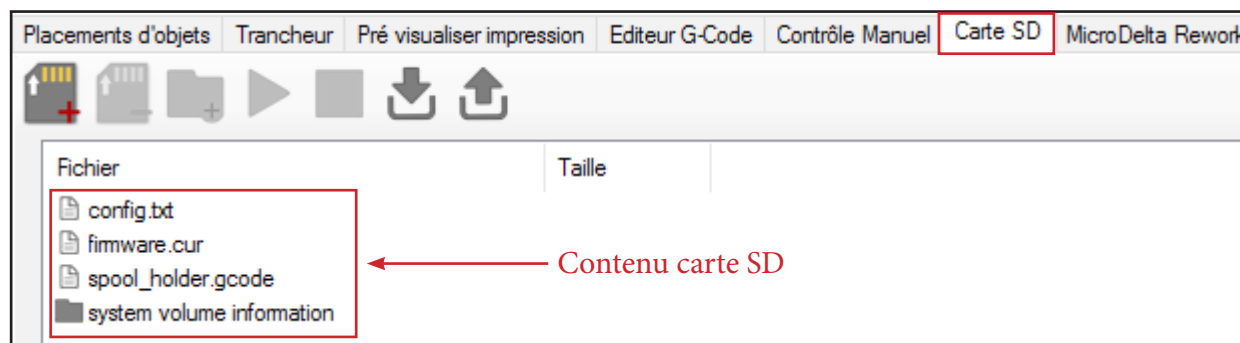 Placements d'objets Trancheur Pré visualiser impression Editeur G-Code Contrôle Manuel Carte SD MicroDelta Rework
Fichier Taille
config.txt
firmware.cur
spool_holder.gcode
system volume information
Contenu carte SD